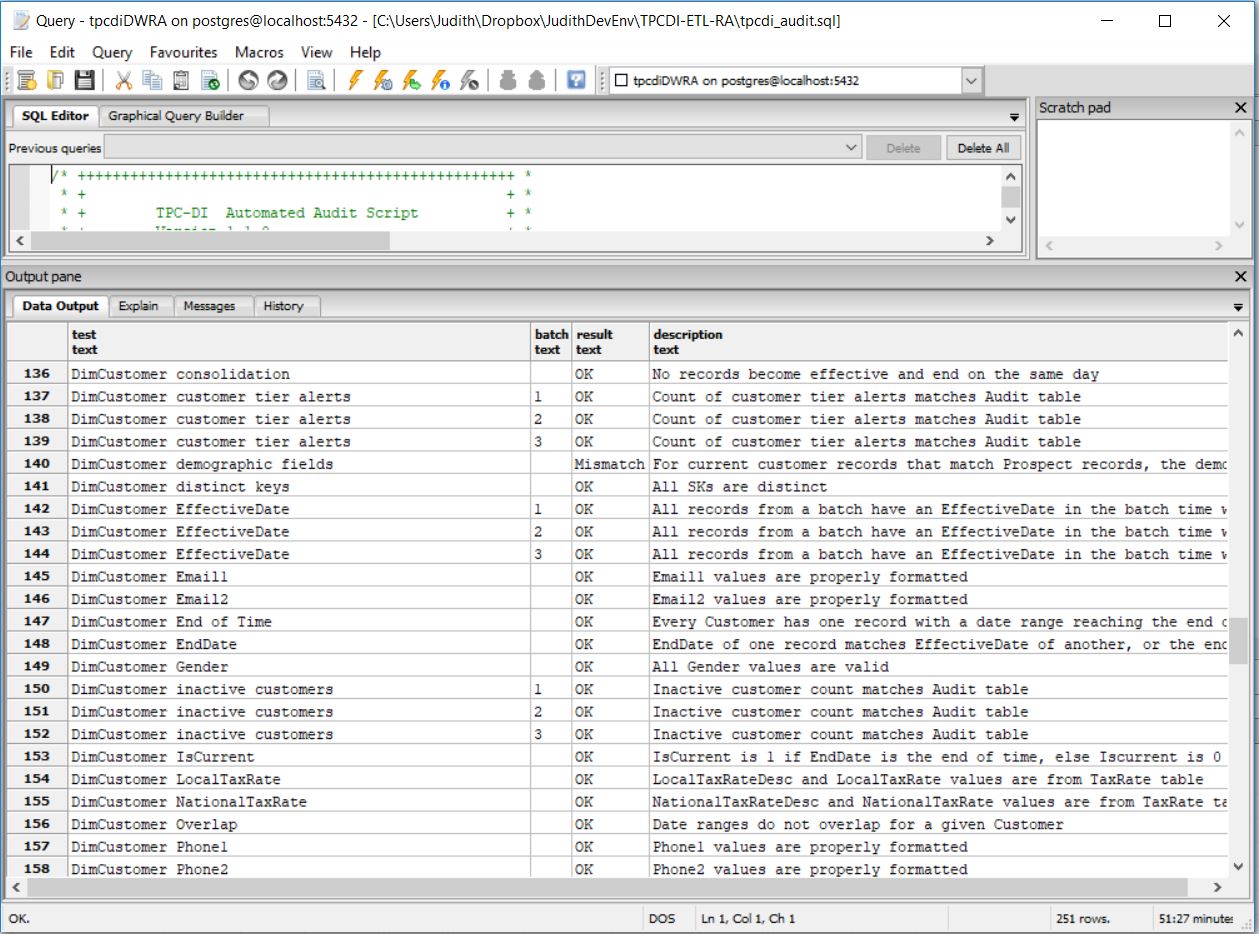 Query - tpcdiDWRA on postgres@localhost:5432 - [C:\Users\Judith\Dropbox\JudithDevEnv\TPCDI-ETL-RA\tpcdi_audit.sql]
File Edit Query Favourites Macros View Help
tpcdiDWRA on postgres@localhost:5432
SQL Editor Graphical Query Builder
Scratch pad
Previous queries Delete Delete All
/* ++++++++++++++++++++++++++++++++++++++++++++++++++ *
* + + *
* + TPC-DI Automated Audit Script + *
Output pane
Data Output Explain Messages History
test batch result description
text text text text
136 DimCustomer consolidation OK No records become effective and end on the same day
137 DimCustomer customer tier alerts 1 OK Count of customer tier alerts matches Audit table
138 DimCustomer customer tier alerts 2 OK Count of customer tier alerts matches Audit table
139 DimCustomer customer tier alerts 3 OK Count of customer tier alerts matches Audit table
140 DimCustomer demographic fields Mismatch For current customer records that match Prospect records, the demo
141 DimCustomer distinct keys OK All SKs are distinct
142 DimCustomer EffectiveDate 1 OK All records from a batch have an EffectiveDate in the batch time w
143 DimCustomer EffectiveDate 2 OK All records from a batch have an EffectiveDate in the batch time w
144 DimCustomer EffectiveDate 3 OK All records from a batch have an EffectiveDate in the batch time w
145 DimCustomer Email1 OK Email1 values are properly formatted
146 DimCustomer Email2 OK Email2 values are properly formatted
147 DimCustomer End of Time OK Every Customer has one record with a date range reaching the end o
148 DimCustomer EndDate OK EndDate of one record matches EffectiveDate of another, or the end
149 DimCustomer Gender OK All Gender values are valid
150 DimCustomer inactive customers 1 OK Inactive customer count matches Audit table
151 DimCustomer inactive customers 2 OK Inactive customer count matches Audit table
152 DimCustomer inactive customers 3 OK Inactive customer count matches Audit table
153 DimCustomer IsCurrent OK IsCurrent is 1 if EndDate is the end of time, else Iscurrent is 0
154 DimCustomer LocalTaxRate OK LocalTaxRateDesc and LocalTaxRate values are from TaxRate table
155 DimCustomer NationalTaxRate OK NationalTaxRateDesc and NationalTaxRate values are from TaxRate ta
156 DimCustomer Overlap OK Date ranges do not overlap for a given Customer
157 DimCustomer Phone1 OK Phone1 values are properly formatted
158 DimCustomer Phone2 OK Phone2 values are properly formatted
OK. DOS Ln 1, Col 1, Ch 1 251 rows. 51:27 minutes